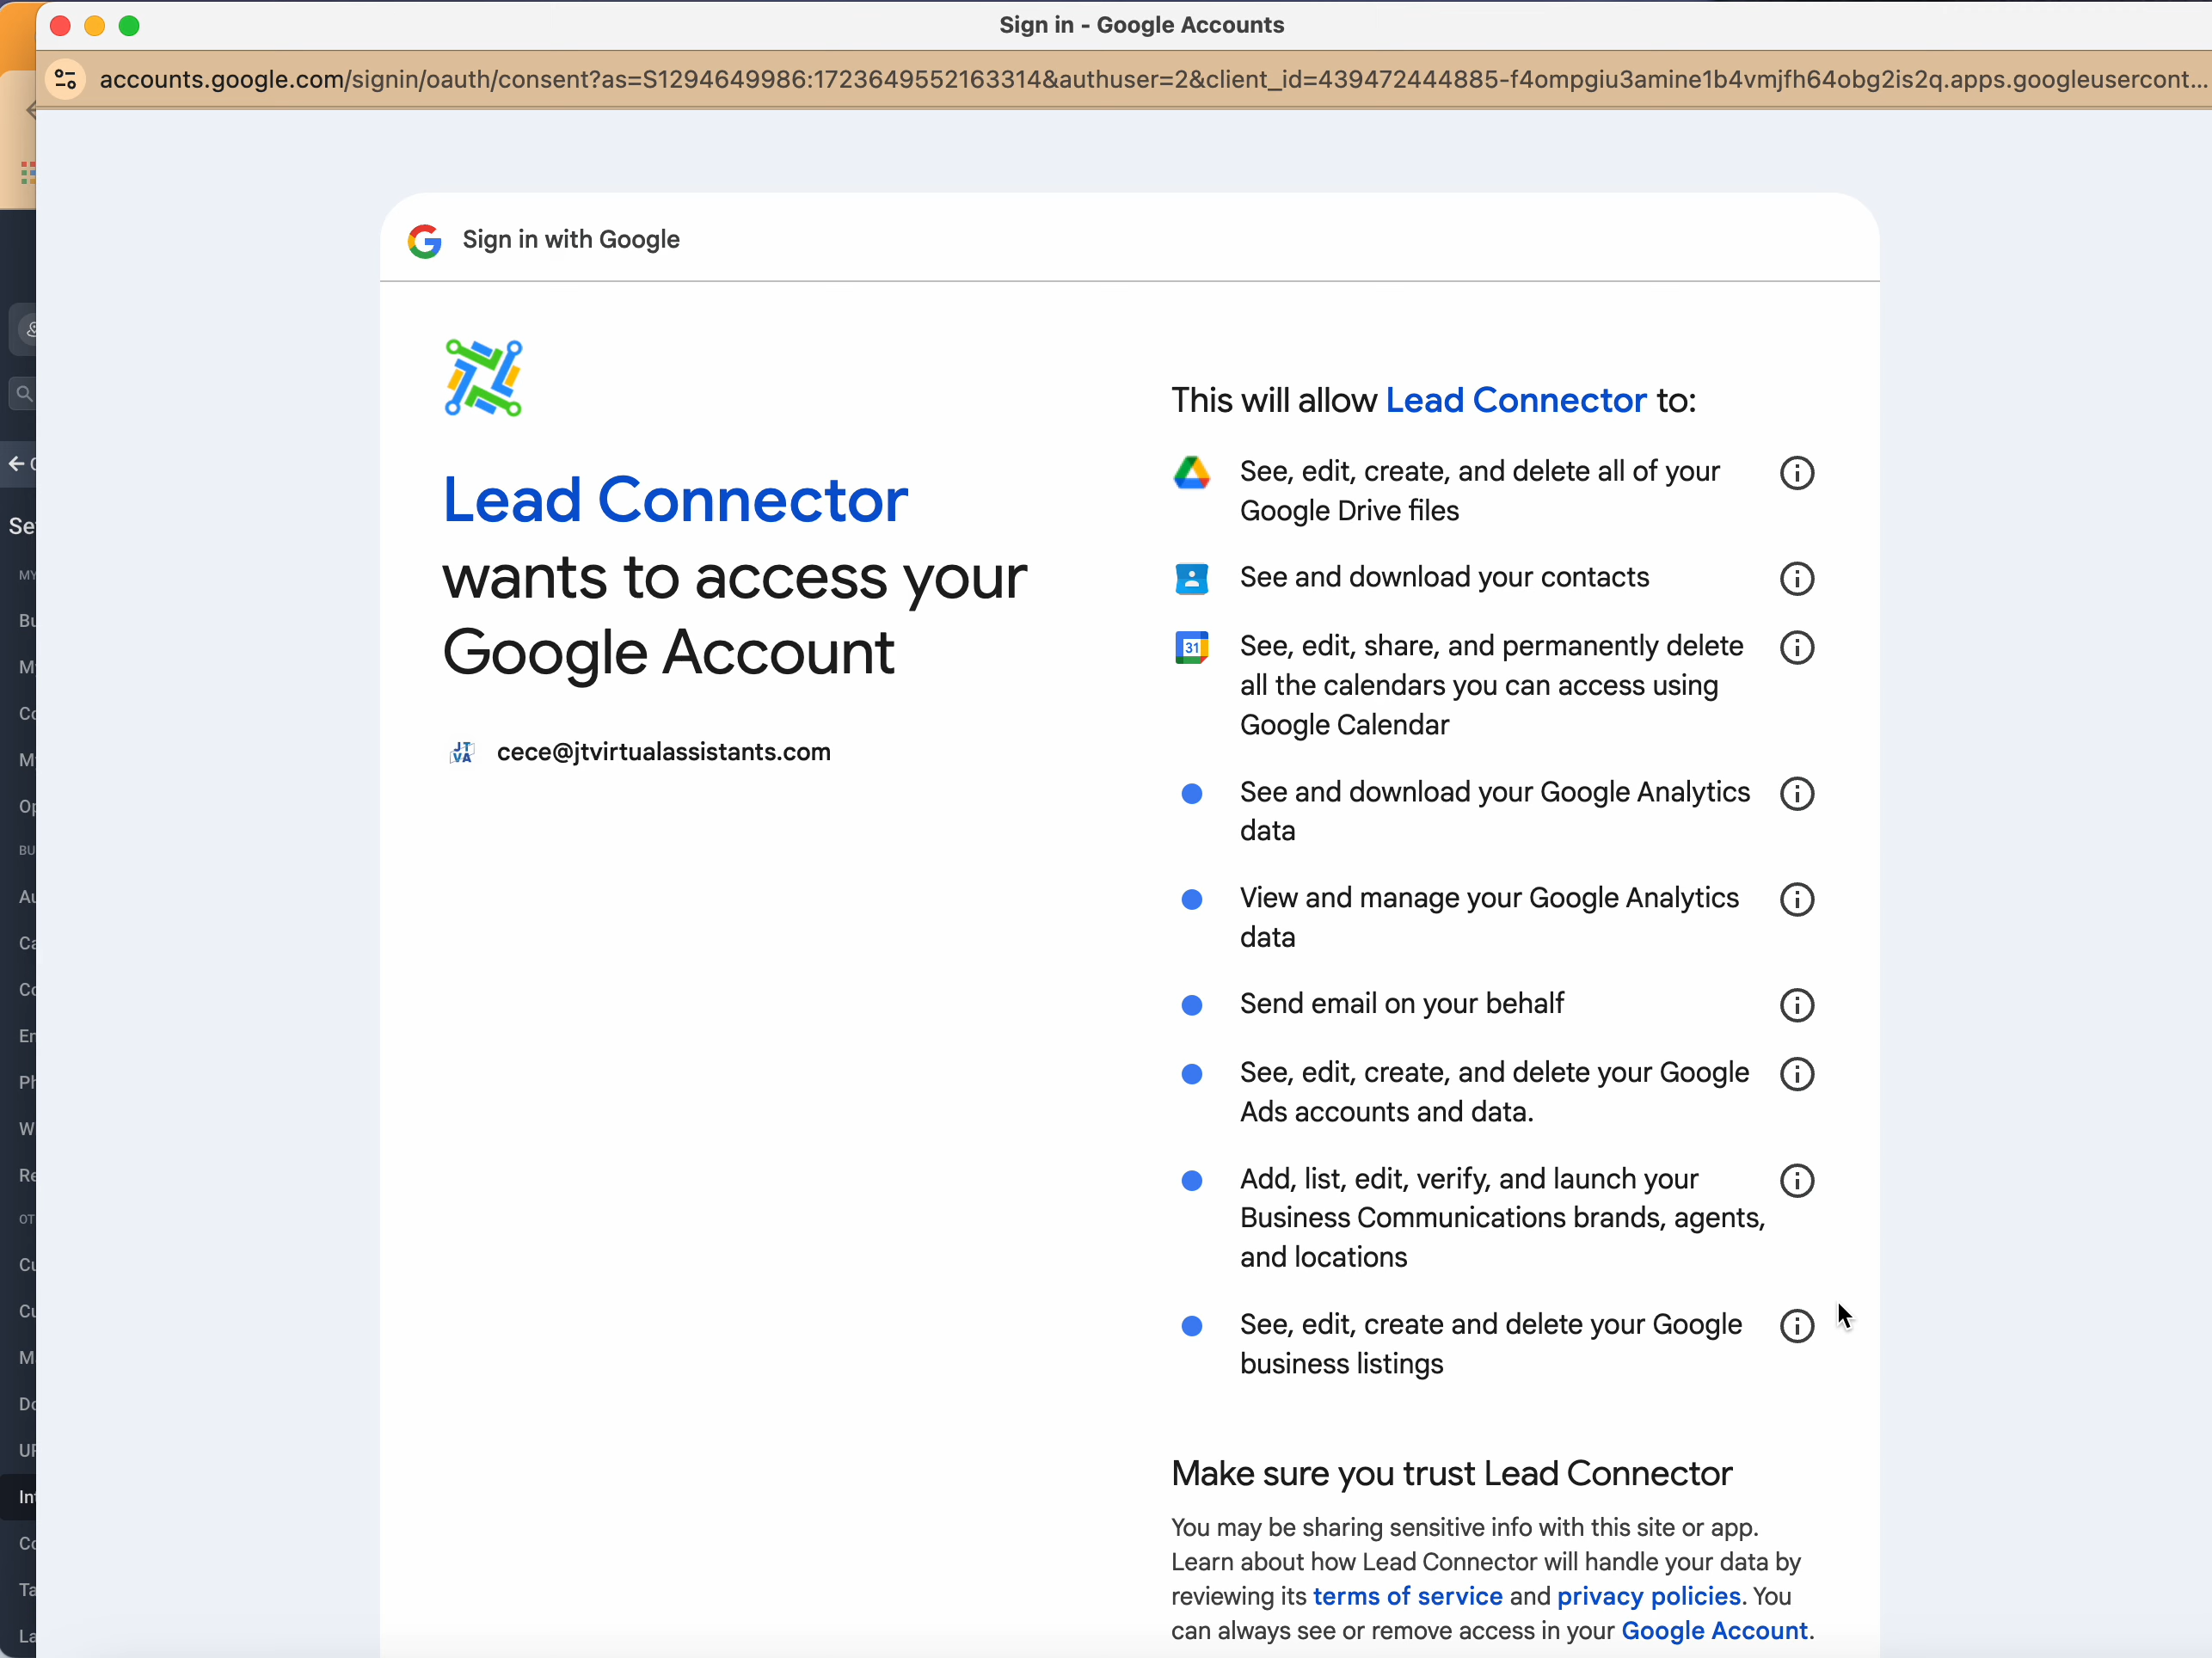 Sign in - Google Accounts
accounts.google.com/signin/oauth/consent?as=S1294649986:1723649552163314&authuser=2&client_id=439472444885-f4ompgiu3amine1b4vmjfh64obg2is2q.apps.googleusercont...
Sign in with Google
Lead Connector
wants to access your
Google Account
JT
VA
cece@jtvirtualassistants.com
This will allow Lead Connector to:
See, edit, create, and delete all of your
Google Drive files
See and download your contacts
31
See, edit, share, and permanently delete
all the calendars you can access using
Google Calendar
See and download your Google Analytics
data
View and manage your Google Analytics
data
Send email on your behalf
See, edit, create, and delete your Google
Ads accounts and data.
Add, list, edit, verify, and launch your
Business Communications brands, agents,
and locations
See, edit, create and delete your Google
business listings
Make sure you trust Lead Connector
You may be sharing sensitive info with this site or app.
Learn about how Lead Connector will handle your data by
reviewing its terms of service and privacy policies. You
can always see or remove access in your Google Account.